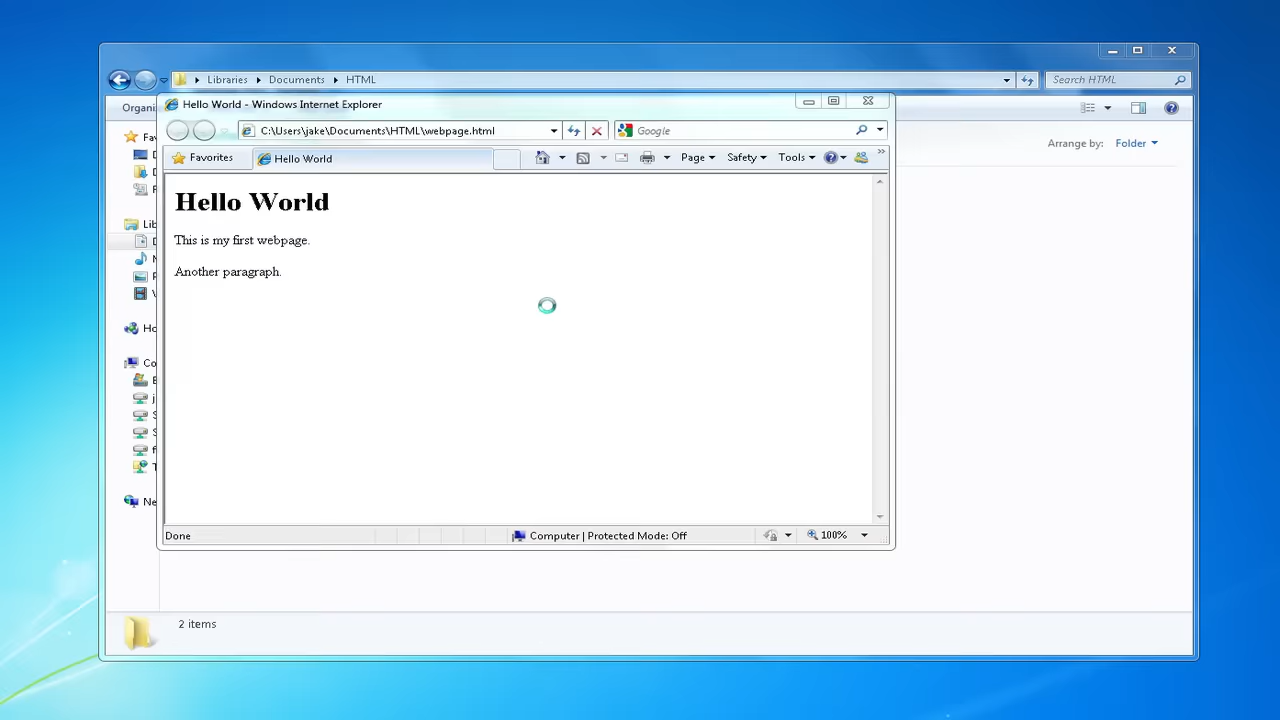 Libraries Documents HTML Search HTML
Hello World - Windows Internet Explorer
Organi
C:\Users\jake\Documents\HTML\webpage.html Google
Favorites Hello World Page Safety Tools
Arrange by: Folder
Hello World
This is my first webpage.
Another paragraph.
Done Computer | Protected Mode: Off 100%
2 items